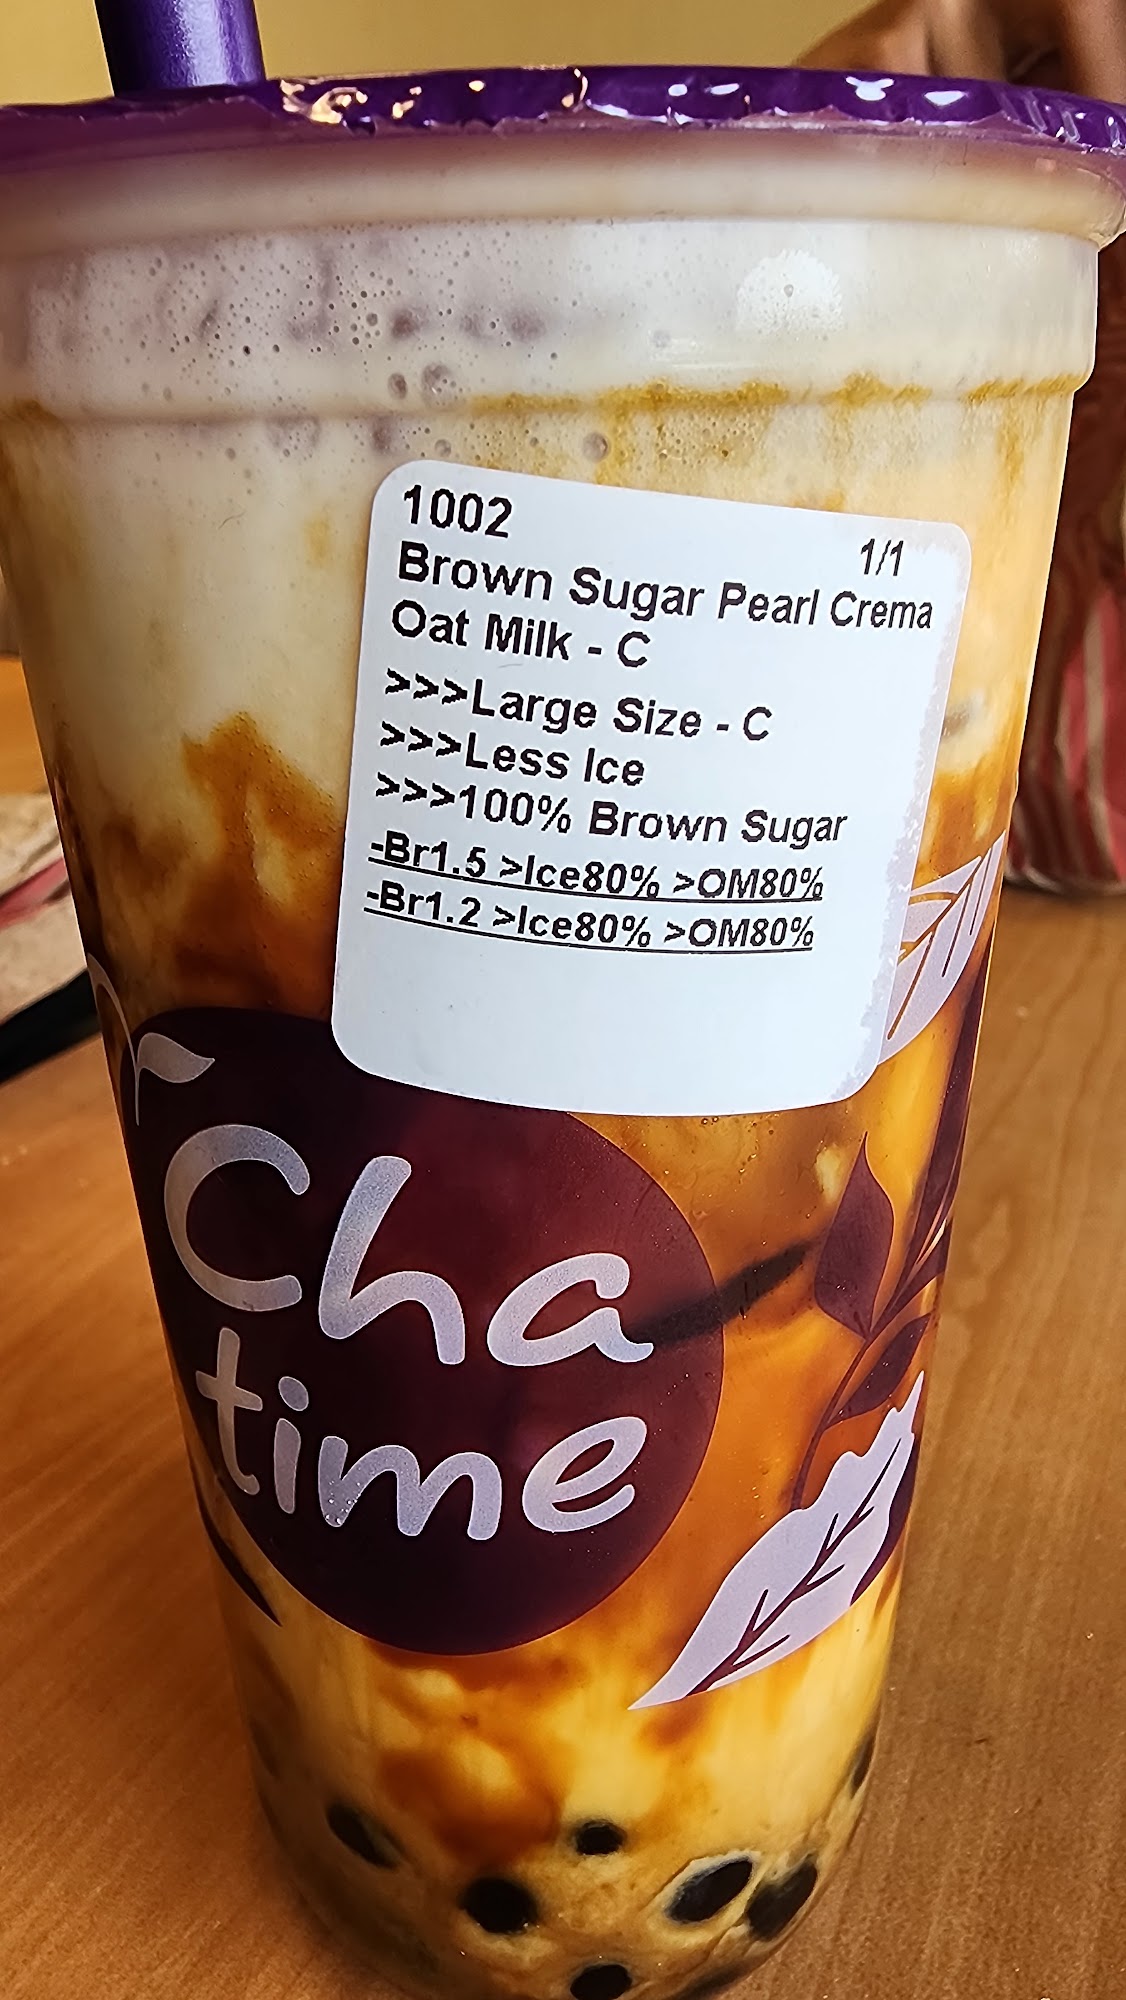 1002
1/1
Brown Sugar Pearl Crema
Oat Milk - C
>>>Large Size - C
>>>Less Ice
>>>100% Brown Sugar
-Br1.5 >Ice80% >OM80%
-Br1.2 >Ice80% >OM80%
Cha
time